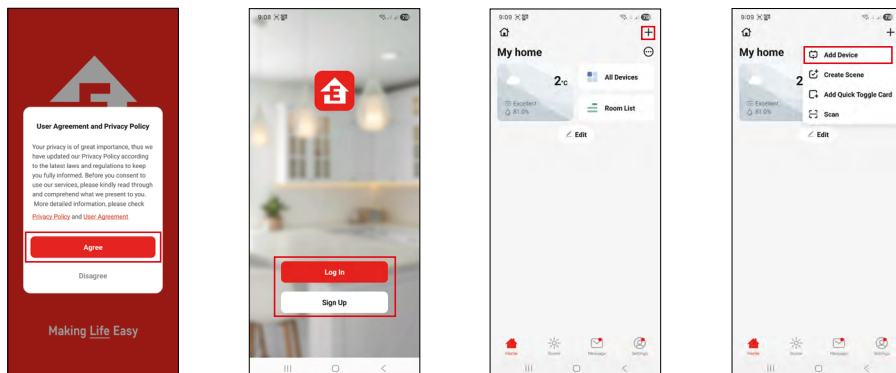 E
User Agreement and Privacy Policy
Your privacy is of great importance, thus we
have updated our Privacy Policy according
to the latest laws and regulations to keep
you fully informed. Before you consent to
use our services, please kindly read through
and comprehend what we present to you.
More detailed information, please check
Privacy Policy and User Agreement
Agree
Disagree
Making Life Easy
9:08
70
E
Log In
Sign Up
9:09
70
My home
2°C
Excellent
81.0%
All Devices
Room List
Edit
Home
Scene
Message
Settings
9:09
70
My home
2
Excellent
81.0%
Add Device
Create Scene
Add Quick Toggle Card
Scan
Edit
Home
Scene
Message
Settings